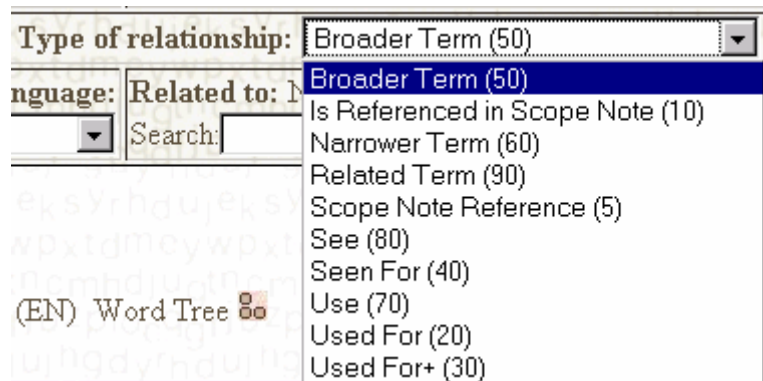 Type of relationship: Broader Term (50)
Broader Term (50)
nguage: Related to: N
Is Referenced in Scope Note (10)
Search:
Narrower Term (60)
Related Term (90)
Scope Note Reference (5)
See (80)
Seen For (40)
(EN) Word Tree
Use (70)
Used For (20)
Used For+ (30)